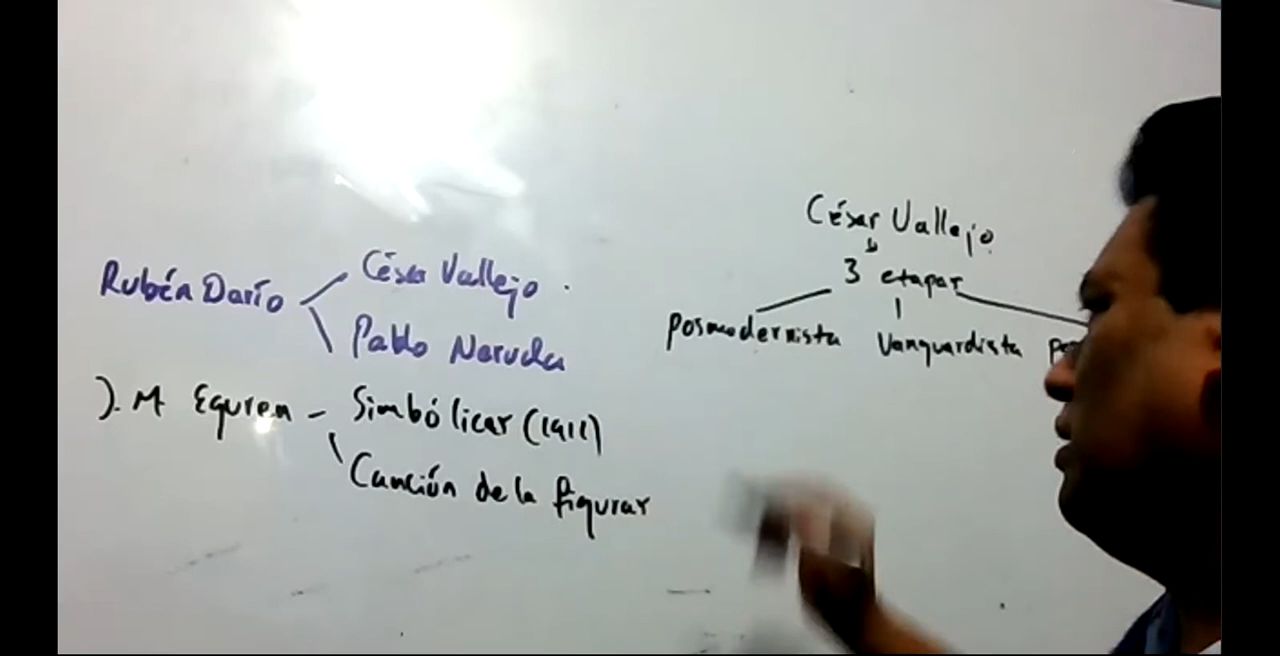 Rubén Darío
César Vallejo
Pablo Neruda
J. M Eguren – Simbólicas (1911)
Canción de la figuras
César Vallejo
3 etapas
Posmodernista
Vanguardista